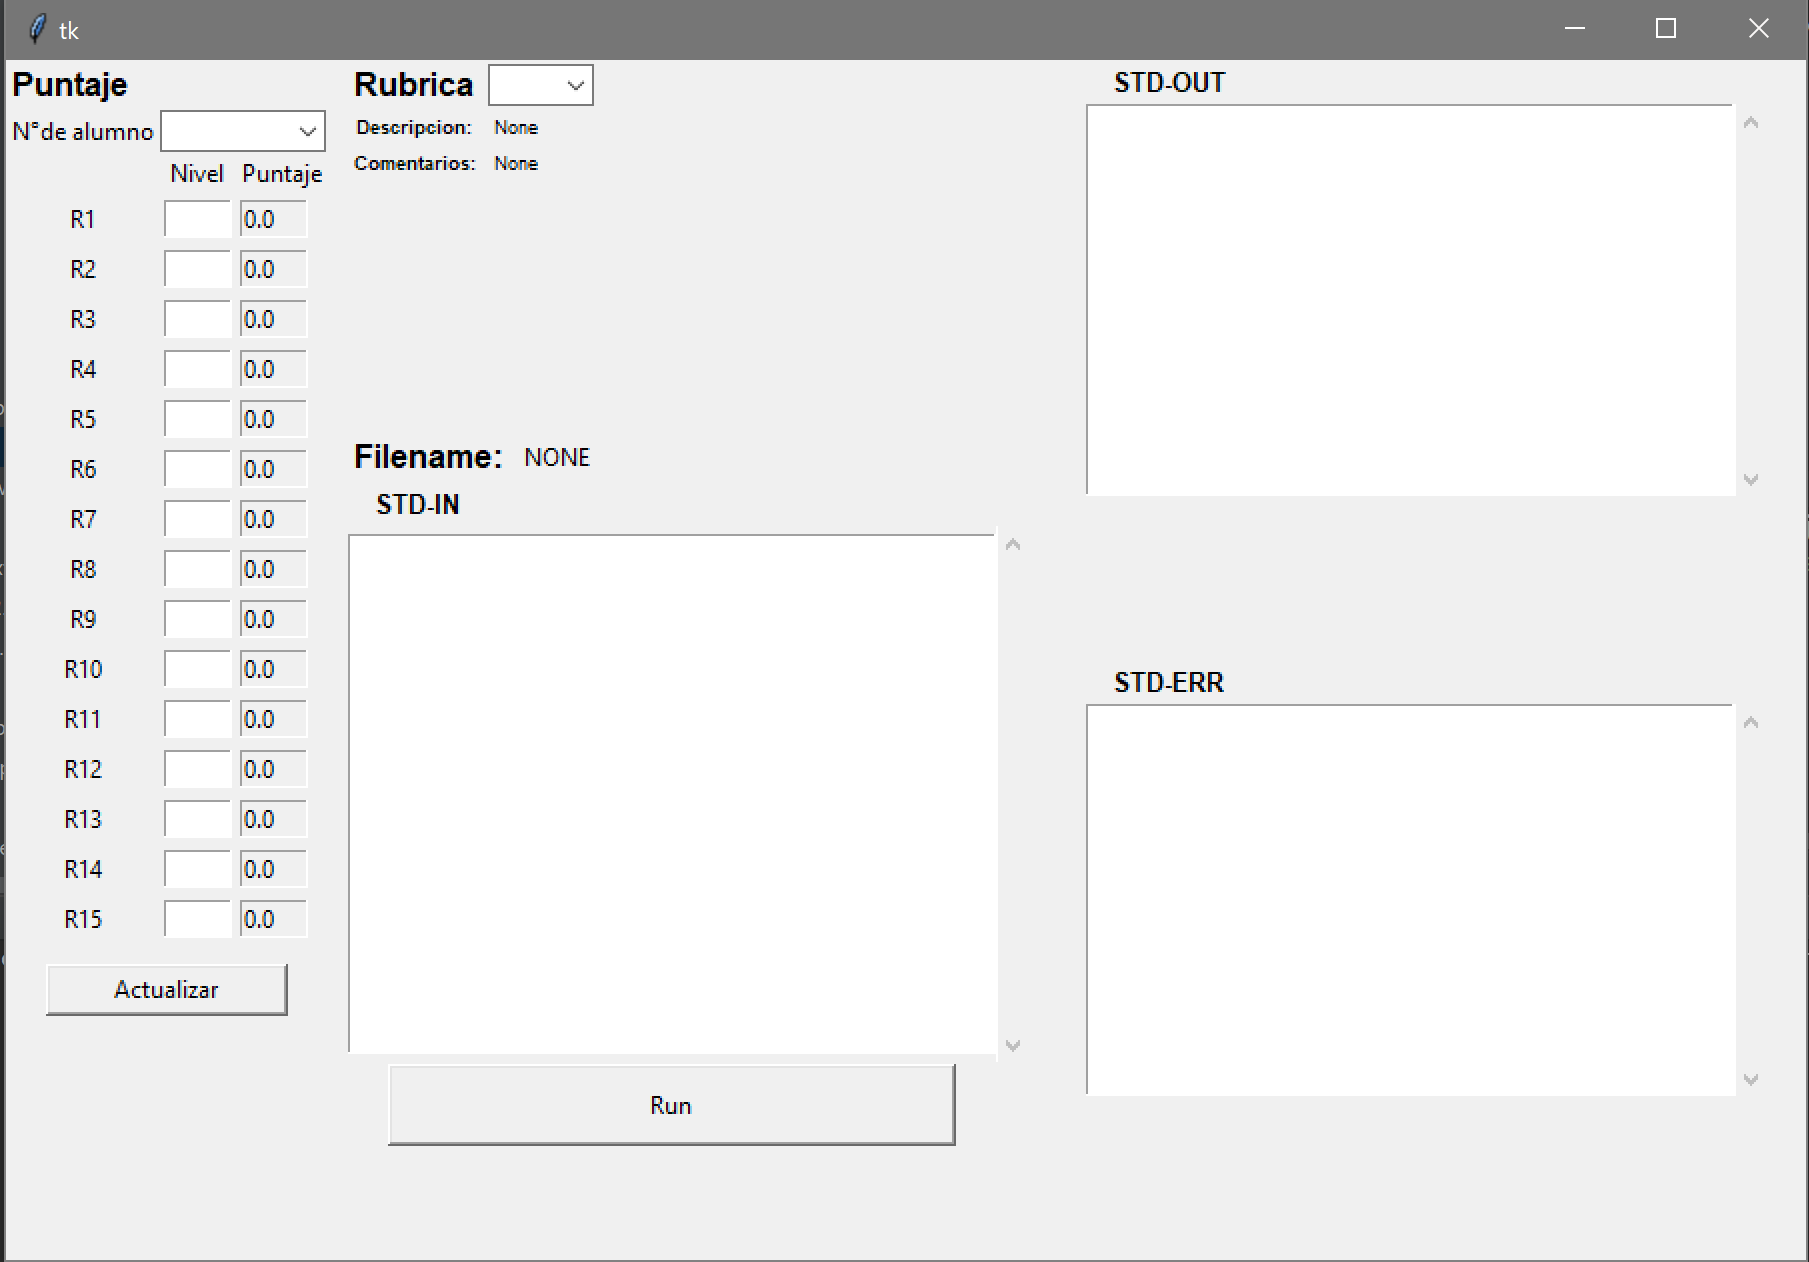 tk
Puntaje
N°de alumno
Nivel Puntaje
R1 0.0
R2 0.0
R3 0.0
R4 0.0
R5 0.0
R6 0.0
R7 0.0
R8 0.0
R9 0.0
R10 0.0
R11 0.0
R12 0.0
R13 0.0
R14 0.0
R15 0.0
Actualizar
Rubrica
Descripcion: None
Comentarios: None
Filename: NONE
STD-IN
Run
STD-OUT
STD-ERR